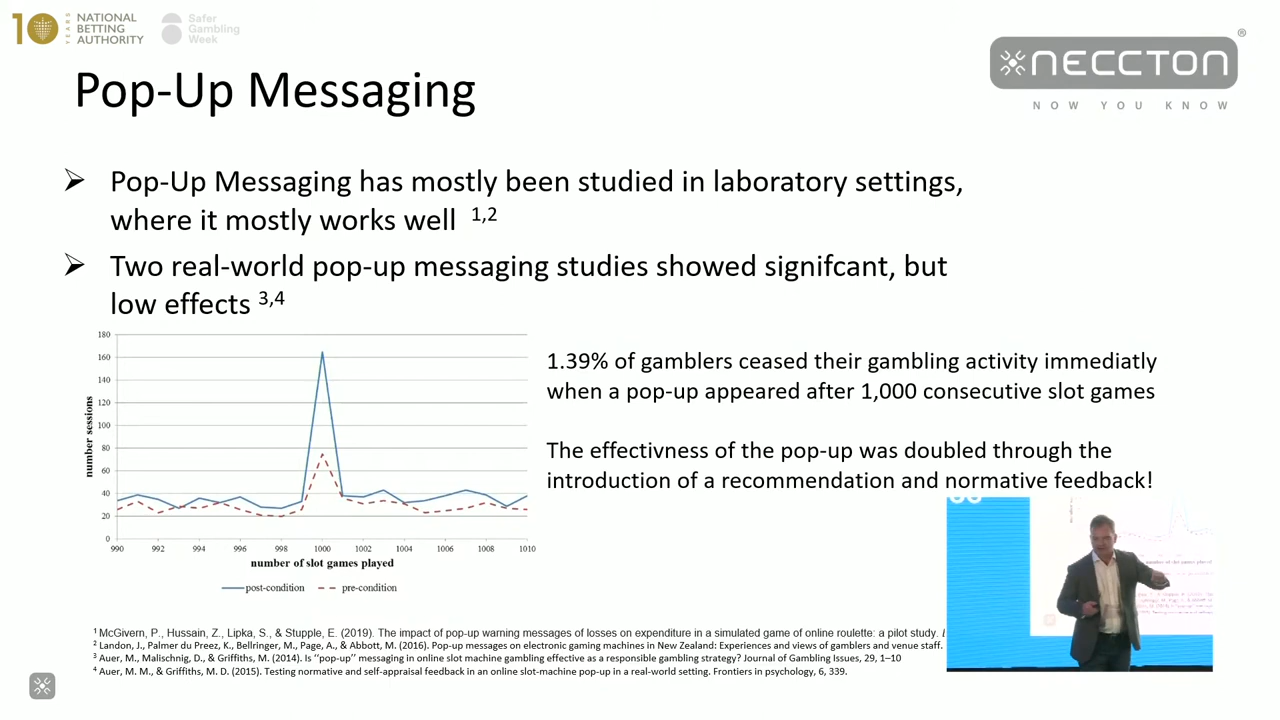 10 YEARS
NATIONAL
BETTING
AUTHORITY
Safer
Gambling
Week
Pop-Up Messaging
NECCTON ®
NOW YOU KNOW
➢ Pop-Up Messaging has mostly been studied in laboratory settings,
where it mostly works well 1,2
➢ Two real-world pop-up messaging studies showed signifcant, but
low effects 3,4
180
160
140
120
100
80
60
40
20
0
number sessions
990 992 994 996 998 1000 1002 1004 1006 1008 1010
number of slot games played
post-condition pre-condition
1.39% of gamblers ceased their gambling activity immediatly
when a pop-up appeared after 1,000 consecutive slot games
The effectivness of the pop-up was doubled through the
introduction of a recommendation and normative feedback!
1 McGivern, P., Hussain, Z., Lipka, S., & Stupple, E. (2019). The impact of pop-up warning messages of losses on expenditure in a simulated game of online roulette: a pilot study.
2 Landon, J., Palmer du Preez, K., Bellringer, M., Page, A., & Abbott, M. (2016). Pop-up messages on electronic gaming machines in New Zealand: Experiences and views of gamblers and venue staff.
3 Auer, M., Malischnig, D., & Griffiths, M. (2014). Is ‘‘pop-up’’ messaging in online slot machine gambling effective as a responsible gambling strategy? Journal of Gambling Issues, 29, 1–10
4 Auer, M. M., & Griffiths, M. D. (2015). Testing normative and self-appraisal feedback in an online slot-machine pop-up in a real-world setting. Frontiers in psychology, 6, 339.